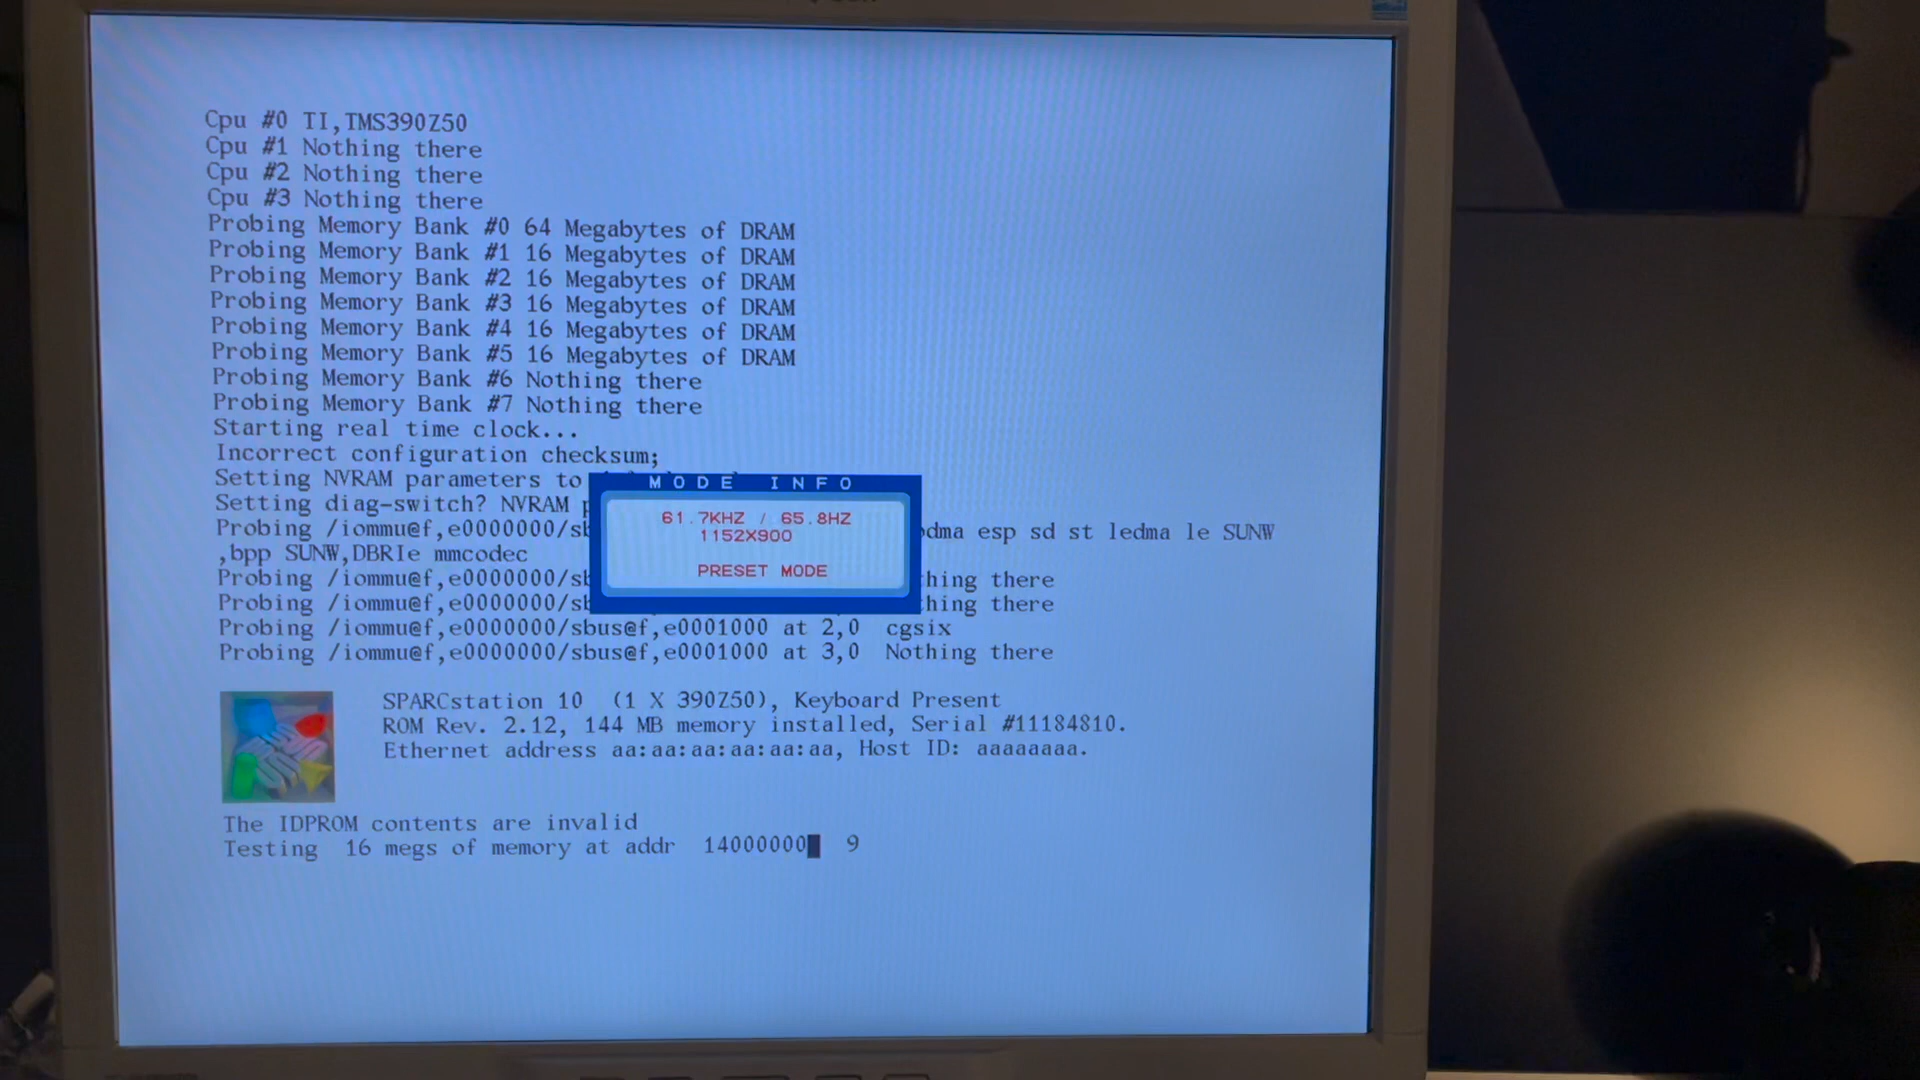 Cpu #0 TI,TMS390Z50
Cpu #1 Nothing there
Cpu #2 Nothing there
Cpu #3 Nothing there
Probing Memory Bank #0 64 Megabytes of DRAM
Probing Memory Bank #1 16 Megabytes of DRAM
Probing Memory Bank #2 16 Megabytes of DRAM
Probing Memory Bank #3 16 Megabytes of DRAM
Probing Memory Bank #4 16 Megabytes of DRAM
Probing Memory Bank #5 16 Megabytes of DRAM
Probing Memory Bank #6 Nothing there
Probing Memory Bank #7 Nothing there
Starting real time clock...
Incorrect configuration checksum;
Setting NVRAM parameters to
Setting diag-switch? NVRAM
Probing /iommu@f,e0000000/sb dma esp sd st ledma le SUNW
,bpp SUNW,DBRIe mmcodec
Probing /iommu@f,e0000000/sb hing there
Probing /iommu@f,e0000000/sb hing there
Probing /iommu@f,e0000000/sbus@f,e0001000 at 2,0 cgsix
Probing /iommu@f,e0000000/sbus@f,e0001000 at 3,0 Nothing there
MODE INFO
61.7KHZ / 65.8HZ
1152X900
PRESET MODE
SPARCstation 10 (1 X 390Z50), Keyboard Present
ROM Rev. 2.12, 144 MB memory installed, Serial #11184810.
Ethernet address aa:aa:aa:aa:aa:aa, Host ID: aaaaaaaa.
The IDPROM contents are invalid
Testing 16 megs of memory at addr 14000000 9